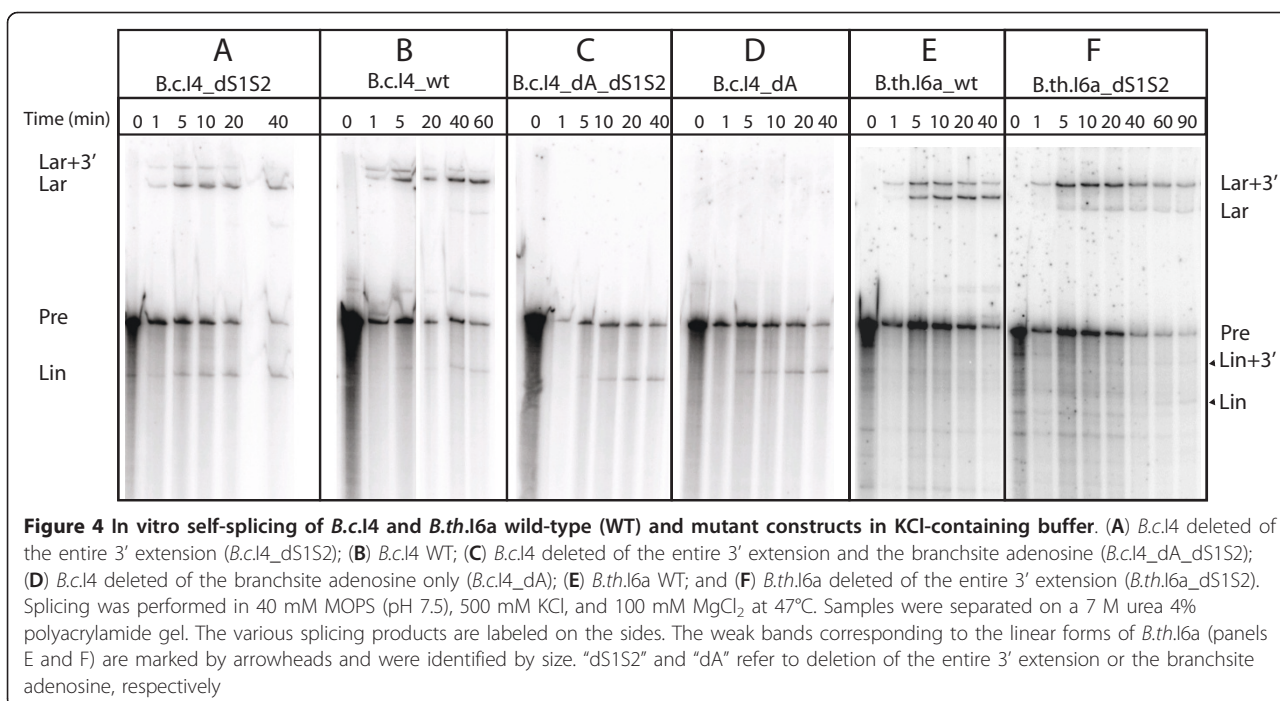 A B C D E F
B.c.I4_dS1S2 B.c.I4_wt B.c.I4_dA_dS1S2 B.c.I4_dA B.th.I6a_wt B.th.I6a_dS1S2
Time (min) 0 1 5 10 20 40 0 1 5 20 40 60 0 1 5 10 20 40 0 1 5 10 20 40 0 1 5 10 20 40 0 1 5 10 20 40 60 90
Lar+3'
Lar
Pre
Lin
Lar+3'
Lar
Pre
Lin+3'
Lin
Figure 4 In vitro self-splicing of B.c.I4 and B.th.I6a wild-type (WT) and mutant constructs in KCl-containing buffer. (A) B.c.I4 deleted of
the entire 3' extension (B.c.I4_dS1S2); (B) B.c.I4 WT; (C) B.c.I4 deleted of the entire 3' extension and the branchsite adenosine (B.c.I4_dA_dS1S2);
(D) B.c.I4 deleted of the branchsite adenosine only (B.c.I4_dA); (E) B.th.I6a WT; and (F) B.th.I6a deleted of the entire 3' extension (B.th.I6a_dS1S2).
Splicing was performed in 40 mM MOPS (pH 7.5), 500 mM KCl, and 100 mM MgCl₂ at 47°C. Samples were separated on a 7 M urea 4%
polyacrylamide gel. The various splicing products are labeled on the sides. The weak bands corresponding to the linear forms of B.th.I6a (panels
E and F) are marked by arrowheads and were identified by size. "dS1S2" and "dA" refer to deletion of the entire 3' extension or the branchsite
adenosine, respectively